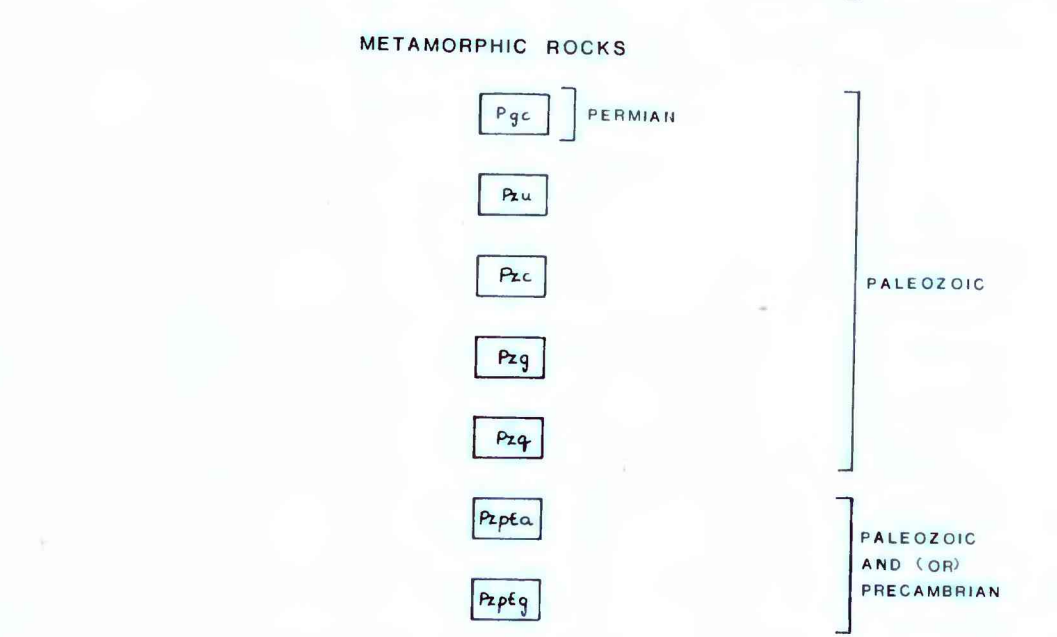 METAMORPHIC ROCKS
Pgc PERMIAN
Pzu
Pzc
PALEOZOIC
Pzg
Pzq
Pzp€a
PALEOZOIC
AND (OR)
PRECAMBRIAN
Pzp€g